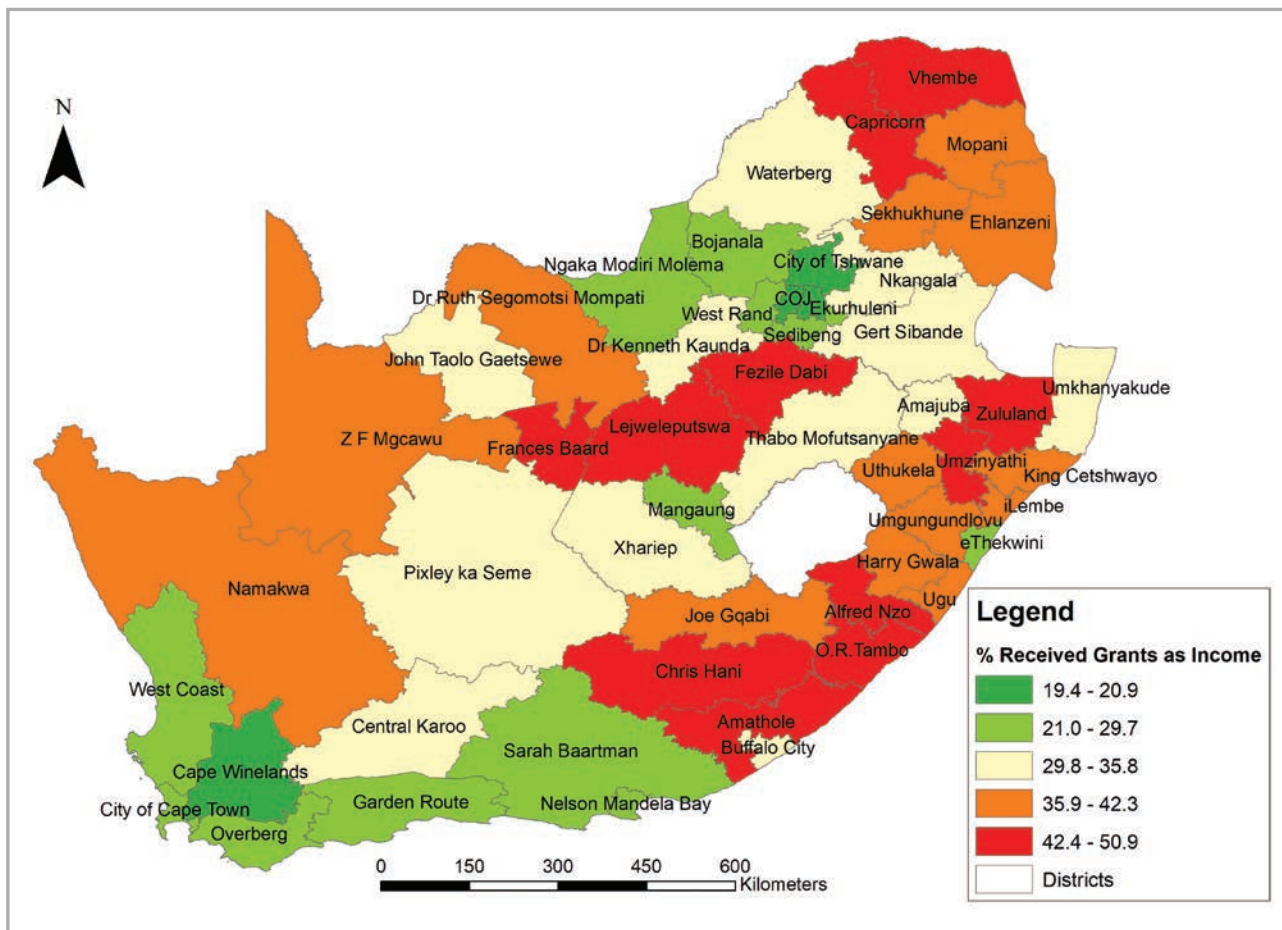 N
Vhembe
Capricorn
Mopani
Waterberg
Sekhukhune
Ehlanzeni
Bojanala
Ngaka Modiri Molema
City of Tshwane
Nkangala
Dr Ruth Segomotsi Mompati
COJ
West Rand
Ekurhuleni
Sedibeng
Gert Sibande
Dr Kenneth Kaunda
John Taolo Gaetsewe
Fezile Dabi
Umkhanyakude
Amajuba
Zululand
Z F Mgcawu
Frances Baard
Lejweleputswa
Thabo Mofutsanyane
Uthukela
Umzinyathi
King Cetshwayo
Mangaung
iLembe
Umgungundlovu
eThekwini
Xhariep
Harry Gwala
Pixley ka Seme
Namakwa
Ugu
Joe Gqabi
Alfred Nzo
O.R.Tambo
Chris Hani
West Coast
Central Karoo
Amathole
Buffalo City
Sarah Baartman
Cape Winelands
City of Cape Town
Garden Route
Nelson Mandela Bay
Overberg
Legend
% Received Grants as Income
19.4 - 20.9
21.0 - 29.7
29.8 - 35.8
35.9 - 42.3
42.4 - 50.9
Districts
0 150 300 450 600
Kilometers